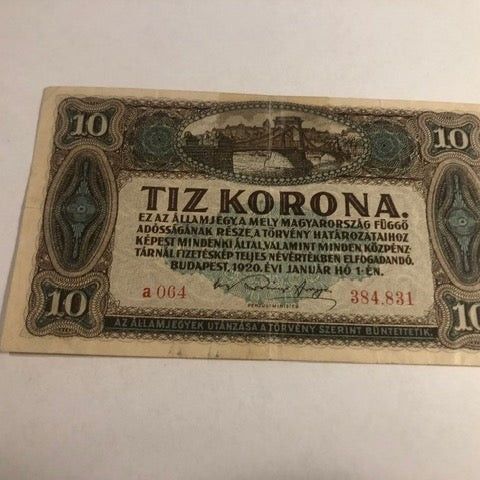 10 10
TIZ KORONA.
EZ AZ ÁLLAMJEGY, A MELY MAGYARORSZÁG FÜGGŐ
ADÓSSÁGÁNAK RÉSZE, A TÖRVÉNY HATÁROZATAIHOZ
KÉPEST MINDENKI ÁLTAL, VALAMINT MINDEN KÖZPÉNZ-
TÁRNÁL FIZETÉSKÉP TELJES NÉVÉRTÉKBEN ELFOGADANDÓ.
BUDAPEST, 1920. ÉVI JANUÁR HÓ 1-ÉN.
a 064 384,831
PÉNZÜGYMINISTER
10 10
AZ ÁLLAMJEGYEK UTÁNZÁSA A TÖRVÉNY SZERINT BÜNTETTETIK.